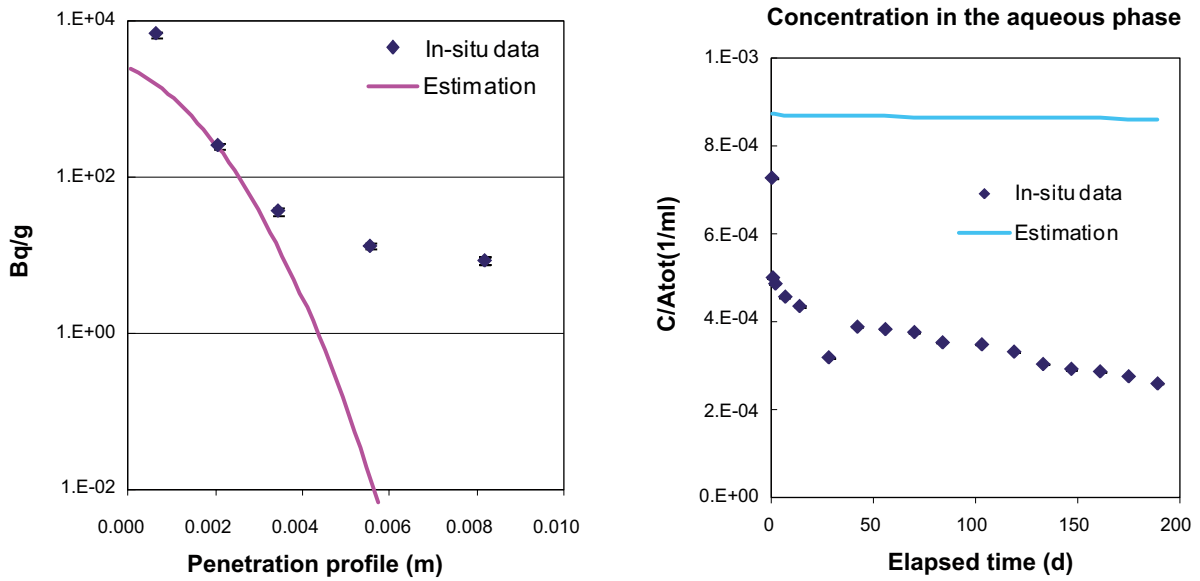 1.E+04
1.E+02
1.E+00
1.E-02
Bq/g
In-situ data
Estimation
0.000 0.002 0.004 0.006 0.008 0.010
Penetration profile (m)
Concentration in the aqueous phase
1.E-03
8.E-04
6.E-04
4.E-04
2.E-04
0.E+00
C/Atot(1/ml)
In-situ data
Estimation
0 50 100 150 200
Elapsed time (d)